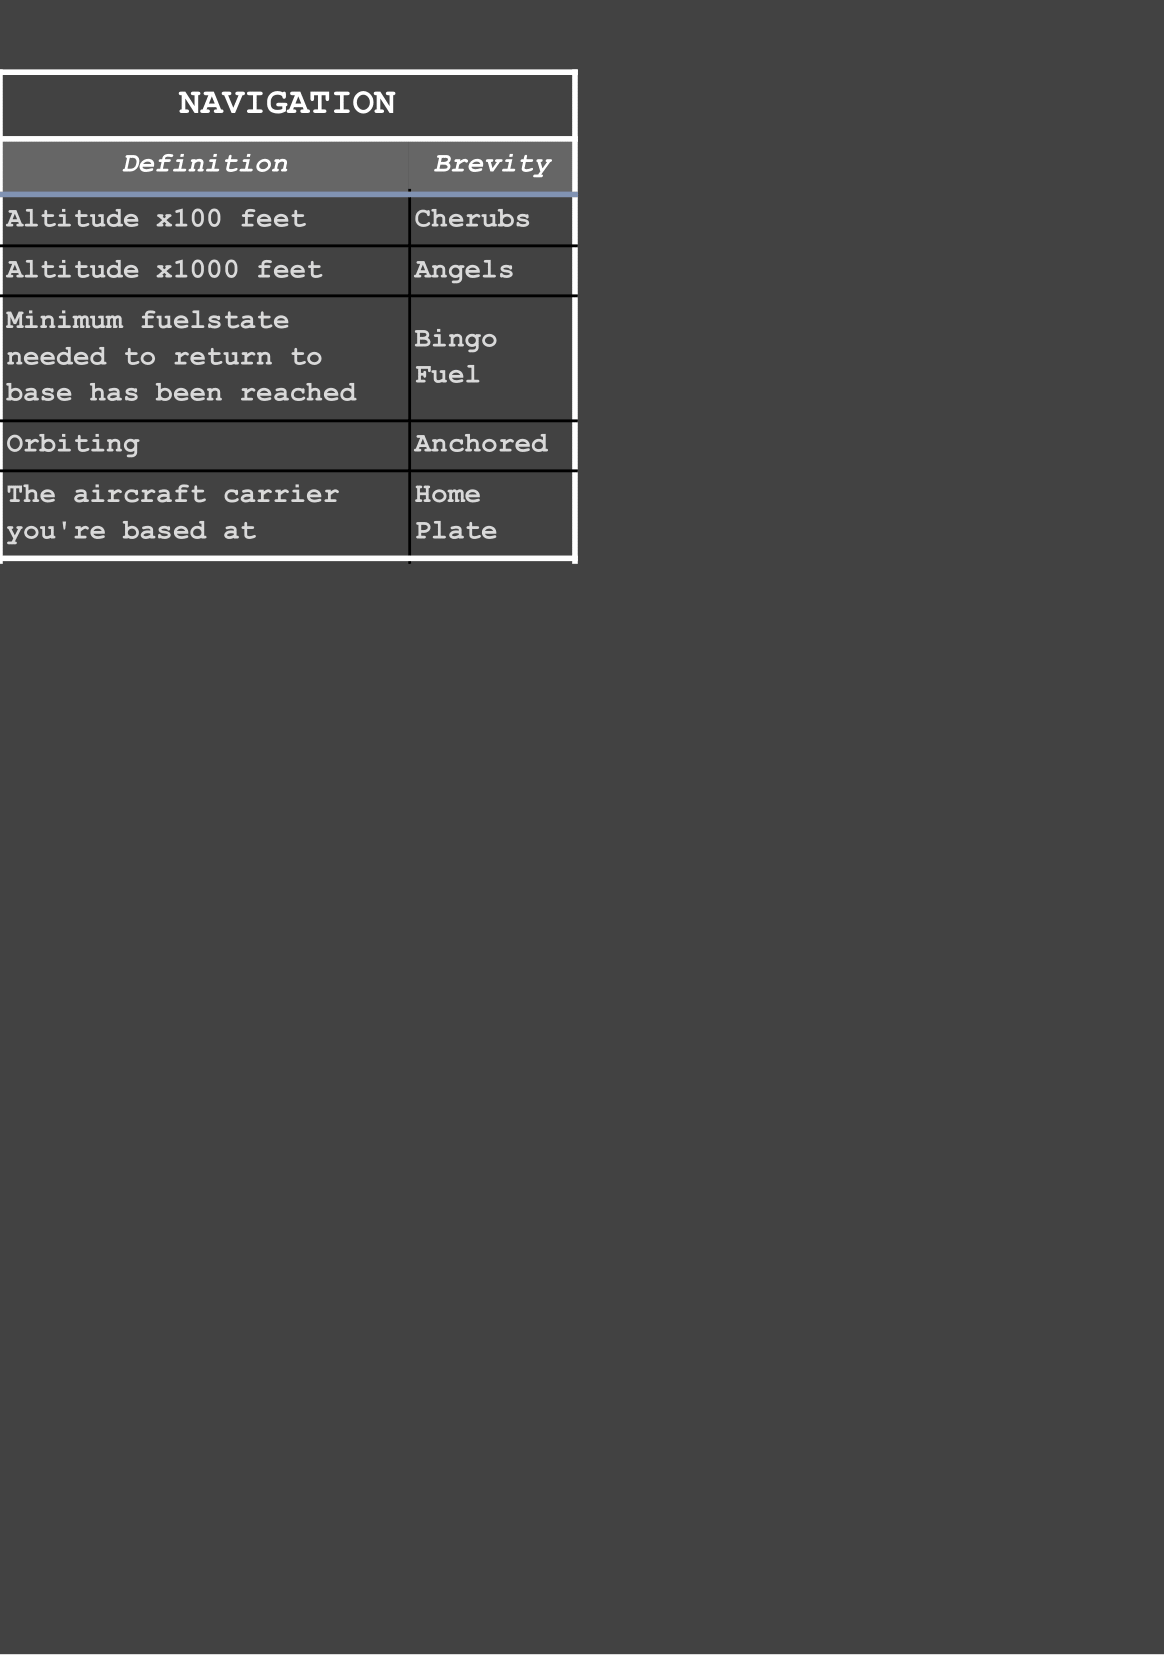 NAVIGATION
Definition Brevity
Altitude x100 feet Cherubs
Altitude x1000 feet Angels
Minimum fuelstate
needed to return to
base has been reached
Bingo
Fuel
Orbiting Anchored
The aircraft carrier
you're based at
Home
Plate